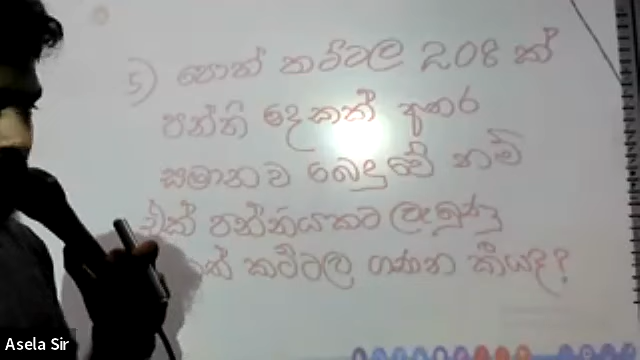 5) පොත් කට්ටල 208 ක්
පන්ති දෙකක් අතර
සමානව බෙදුවේ නම්
එක් පන්තියකට ලැබුණු
කට්ටල ගණන කීයද?
Asela Sir